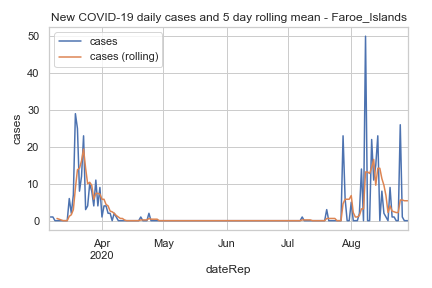 New COVID-19 daily cases and 5 day rolling mean - Faroe_Islands
cases
cases (rolling)
50
40
30
20
10
0
cases
Apr
2020
May
Jun
Jul
Aug
dateRep